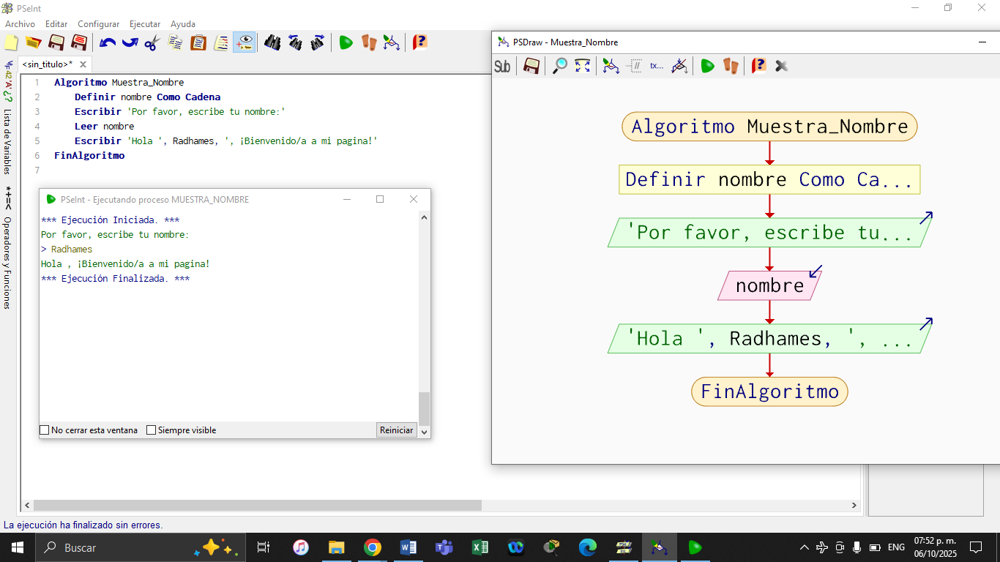 PSeInt
Archivo Editar Configurar Ejecutar Ayuda
<sin_titulo>*
1 Algoritmo Muestra_Nombre
2 Definir nombre Como Cadena
3 Escribir 'Por favor, escribe tu nombre:'
4 Leer nombre
5 Escribir 'Hola ', Radhames, ', ¡Bienvenido/a a mi pagina!'
6 FinAlgoritmo
7
Lista de Variables
Operadores y Funciones
PSeInt - Ejecutando proceso MUESTRA_NOMBRE
*** Ejecución Iniciada. ***
Por favor, escribe tu nombre:
> Radhames
Hola , ¡Bienvenido/a a mi pagina!
*** Ejecución Finalizada. ***
No cerrar esta ventana Siempre visible Reiniciar
PSDraw - Muestra_Nombre
Sub
Algoritmo Muestra_Nombre
Definir nombre Como Ca...
'Por favor, escribe tu...
nombre
'Hola ', Radhames, ', ...
FinAlgoritmo
La ejecución ha finalizado sin errores.
Buscar
ENG
07:52 p. m.
06/10/2025